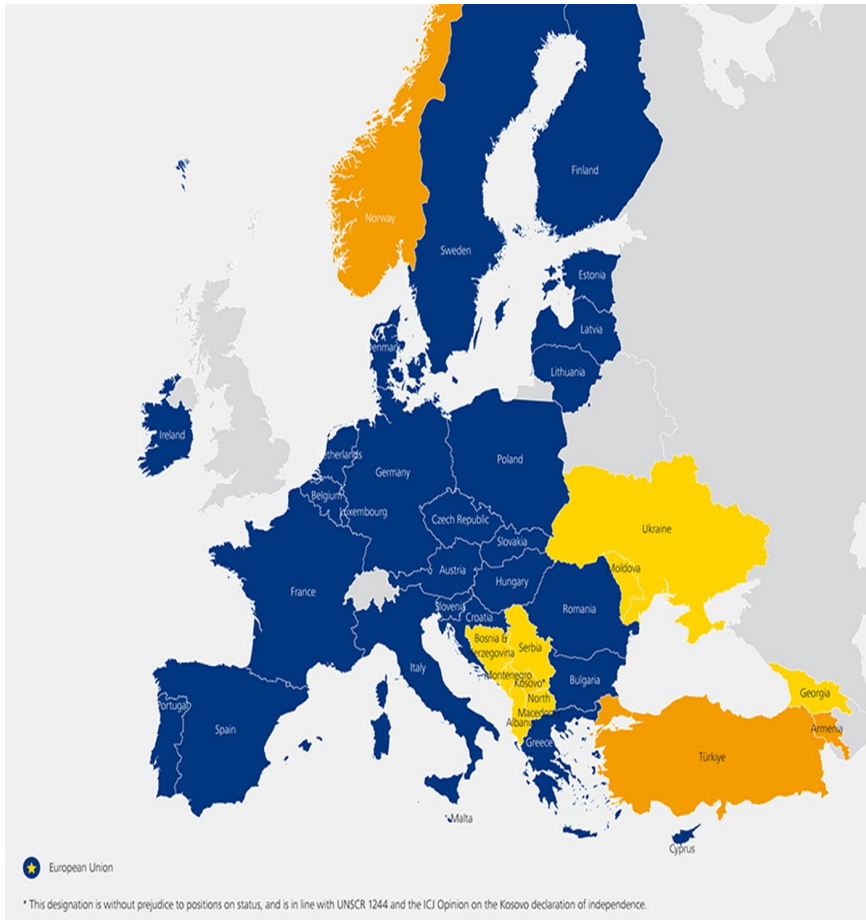 Finland
Norway
Sweden
Estonia
Latvia
Denmark
Lithuania
Ireland
Netherlands
Poland
Germany
Belgium
Luxembourg
Czech Republic
Ukraine
Slovakia
Moldova
Austria
Hungary
France
Slovenia
Romania
Croatia
Bosnia &
Herzegovina
Serbia
Italy
Montenegro
Kosovo*
Bulgaria
Georgia
North
Macedon
Portugal
Albani
Spain
Armenia
Greece
Türkiye
Malta
Cyprus
European Union
* This designation is without prejudice to positions on status, and is in line with UNSCR 1244 and the ICJ Opinion on the Kosovo declaration of independence.